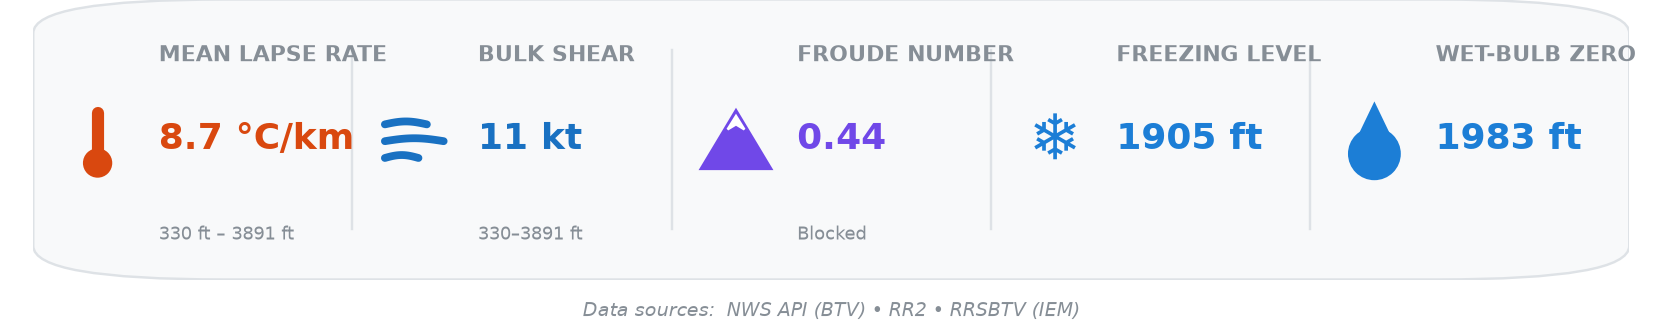 MEAN LAPSE RATE
8.7 °C/km
330 ft – 3891 ft
BULK SHEAR
11 kt
330–3891 ft
FROUDE NUMBER
0.44
Blocked
FREEZING LEVEL
1905 ft
WET-BULB ZERO
1983 ft
Data sources: NWS API (BTV) • RR2 • RRSBTV (IEM)